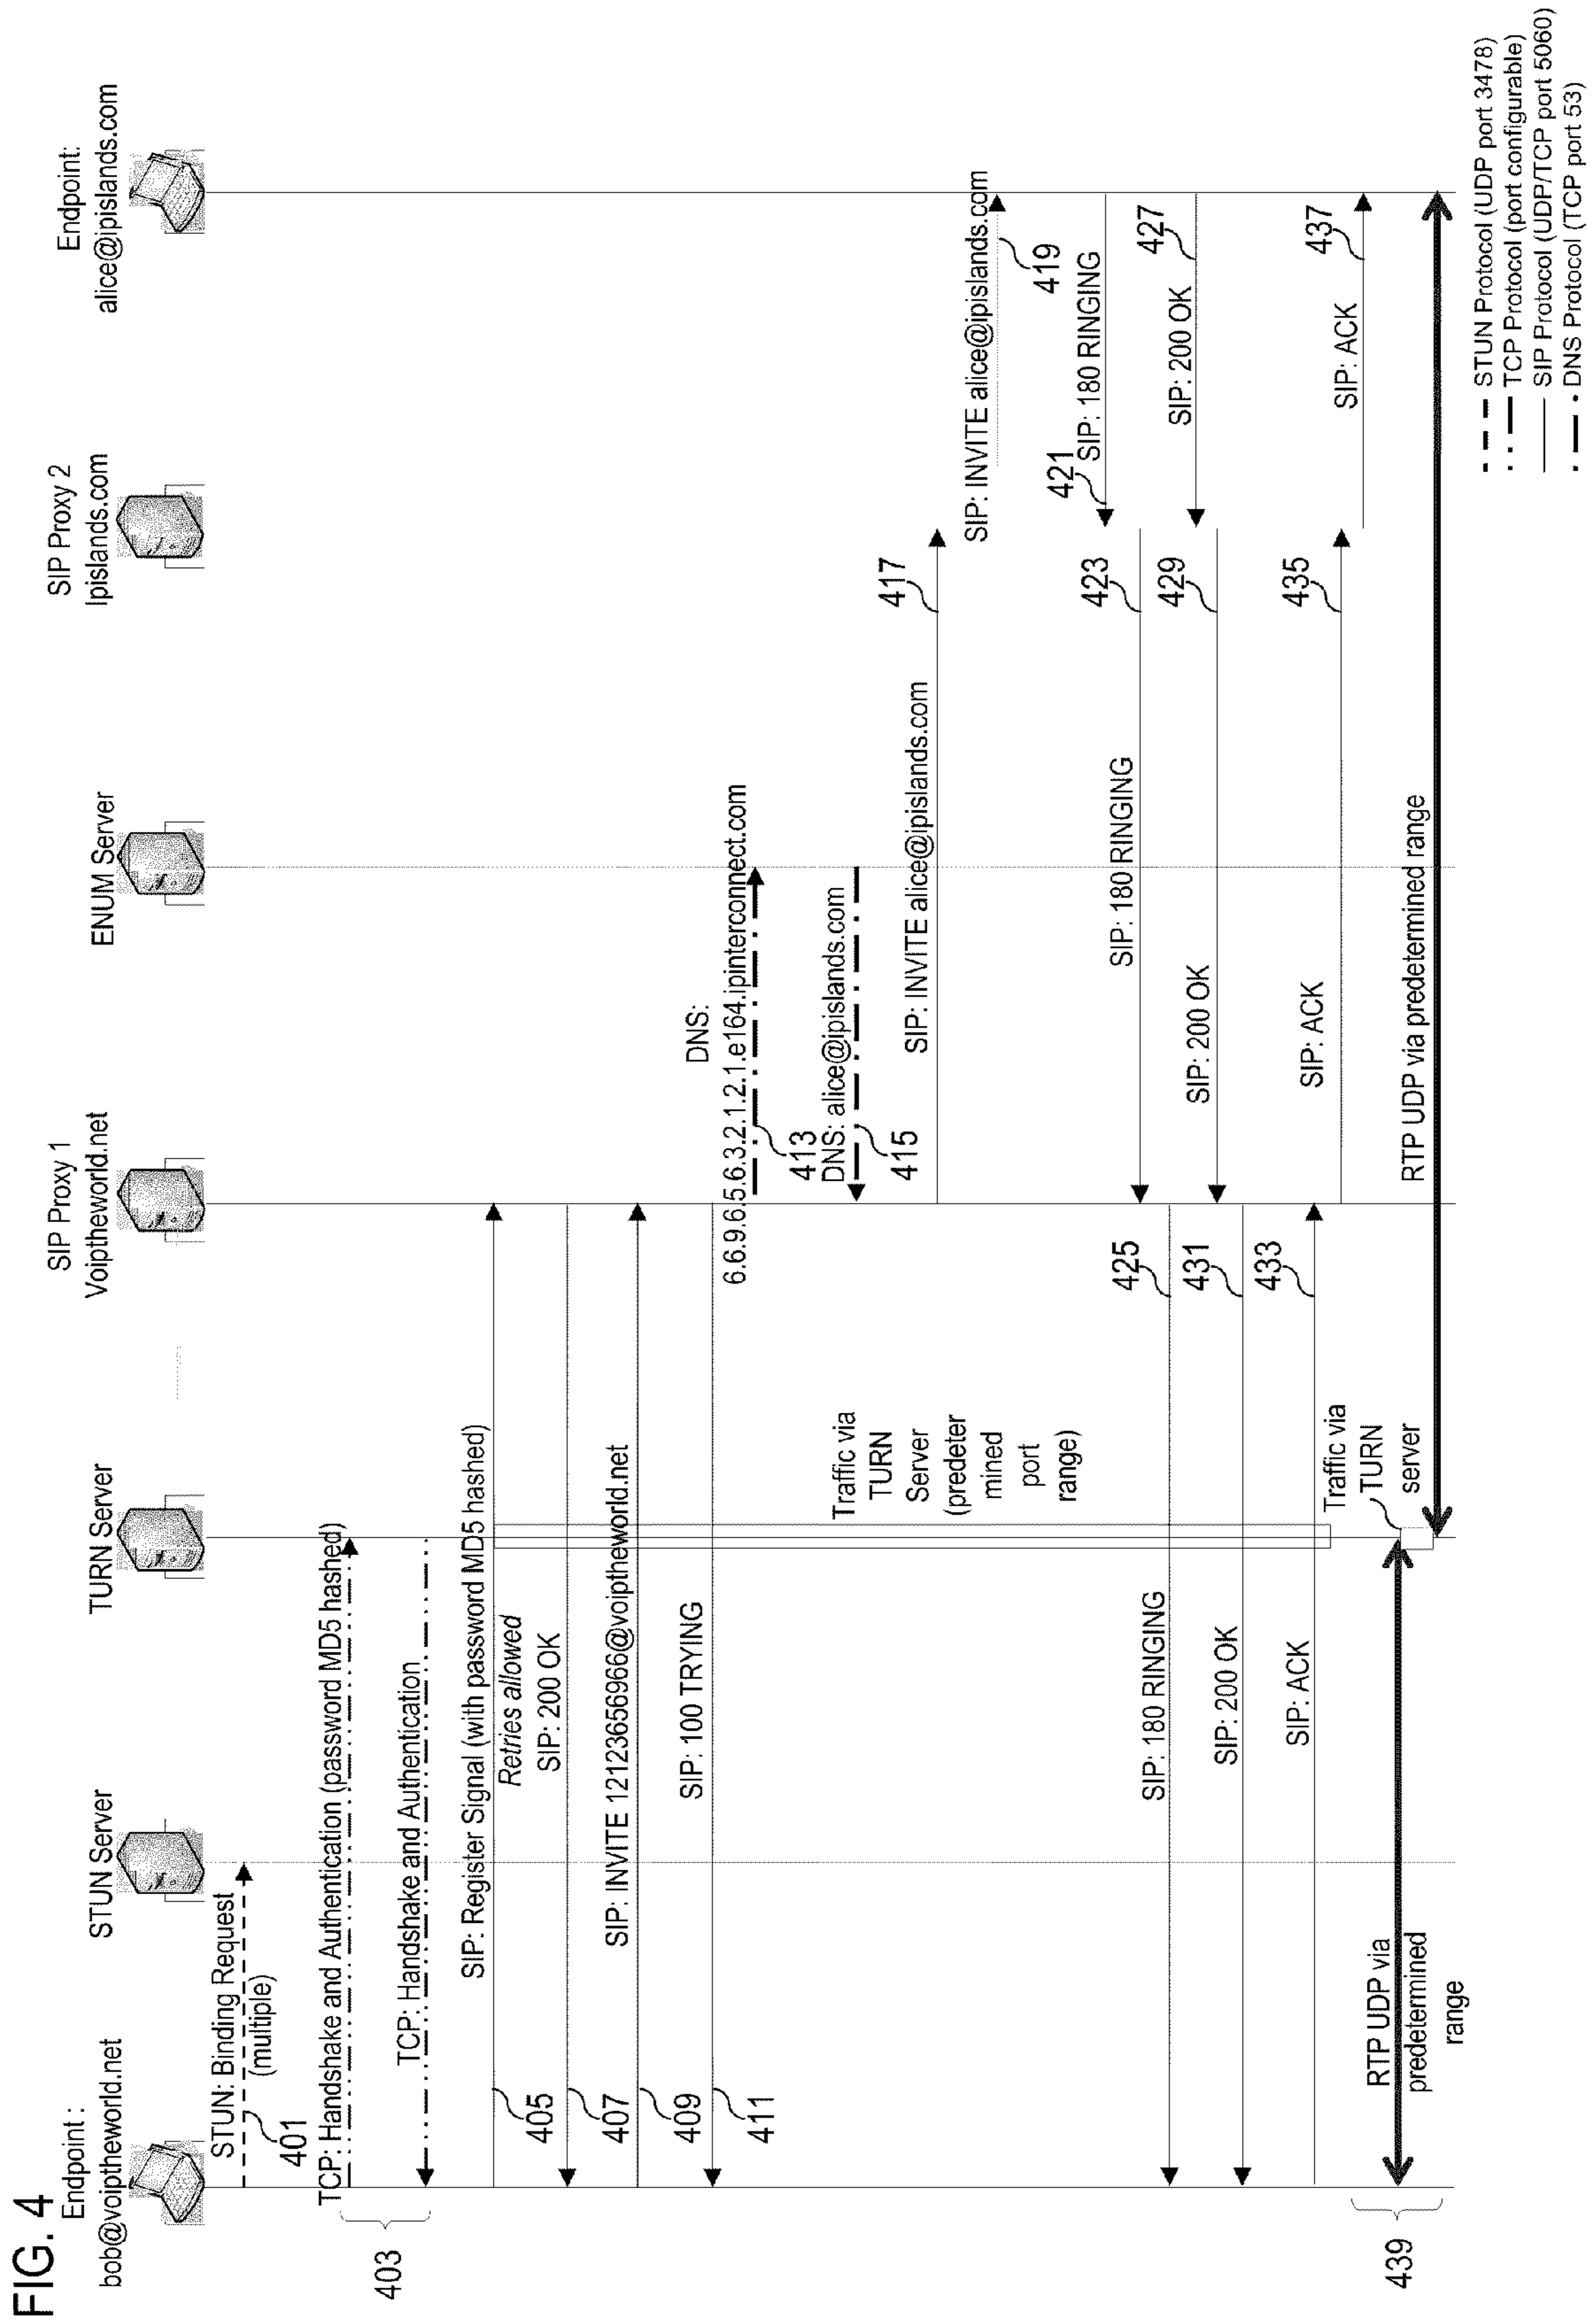 FIG. 4
Endpoint :
bob@voiptheworld.net
STUN Server
TURN Server
SIP Proxy 1
Voiptheworld.net
ENUM Server
SIP Proxy 2
Ipislands.com
Endpoint:
alice@ipislands.com
STUN: Binding Request
(multiple)
401
TCP: Handshake and Authentication (password MD5 hashed)
403
TCP: Handshake and Authentication
SIP: Register Signal (with password MD5 hashed)
Retries allowed
405
SIP: 200 OK
407
SIP: INVITE 12123656966@voiptheworld.net
409
SIP: 100 TRYING
411
DNS:
6.6.9.6.5.6.3.2.1.2.1.e164.ipinterconnect.com
413
DNS: alice@ipislands.com
415
Traffic via
TURN
Server
(predeter
mined
port
range)
SIP: INVITE alice@ipislands.com
417
SIP: INVITE alice@ipislands.com
419
SIP: 180 RINGING
421
SIP: 180 RINGING
423
SIP: 180 RINGING
425
SIP: 200 OK
427
SIP: 200 OK
429
SIP: 200 OK
431
SIP: ACK
433
SIP: ACK
435
SIP: ACK
437
Traffic via
TURN
server
RTP UDP via
predetermined
range
RTP UDP via predetermined range
439
STUN Protocol (UDP port 3478)
TCP Protocol (port configurable)
SIP Protocol (UDP/TCP port 5060)
DNS Protocol (TCP port 53)